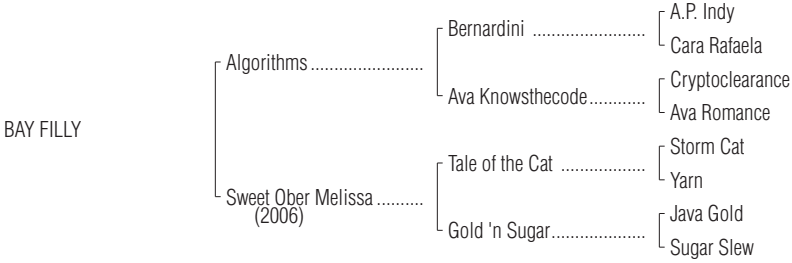 A.P. Indy
Bernardini ........................
Cara Rafaela
Algorithms ........................
Cryptoclearance
Ava Knowsthecode ............
Ava Romance
BAY FILLY
Storm Cat
Tale of the Cat ..................
Yarn
Sweet Ober Melissa ..........
(2006)
Java Gold
Gold 'n Sugar ....................
Sugar Slew